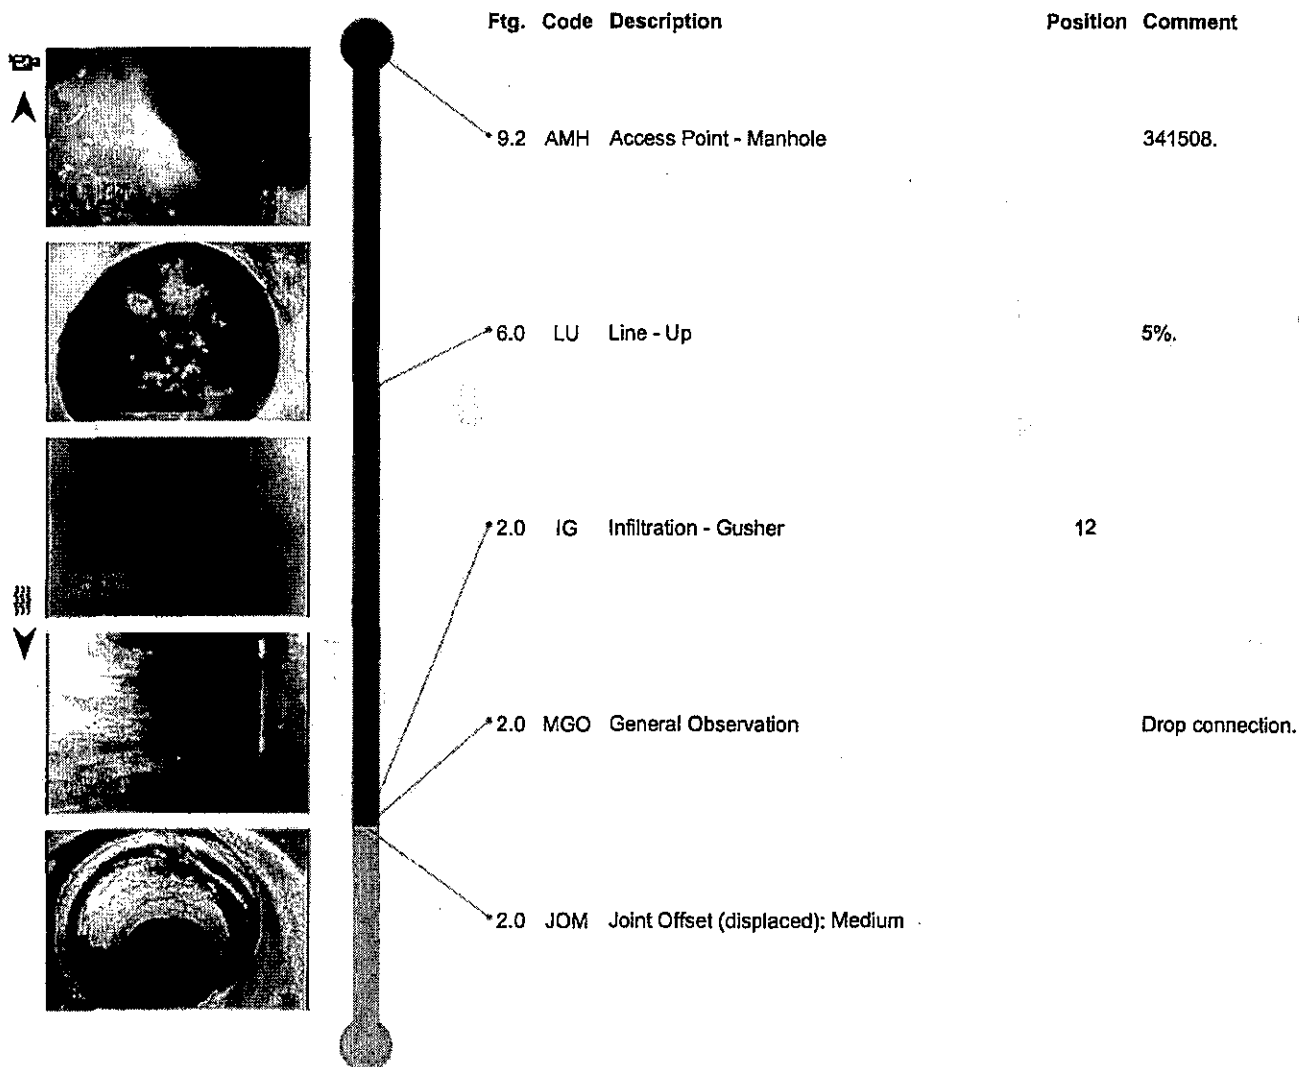 Ftg. Code Description Position Comment
9.2 AMH Access Point - Manhole 341508.
6.0 LU Line - Up 5%.
2.0 IG Infiltration - Gusher 12
2.0 MGO General Observation Drop connection.
2.0 JOM Joint Offset (displaced): Medium